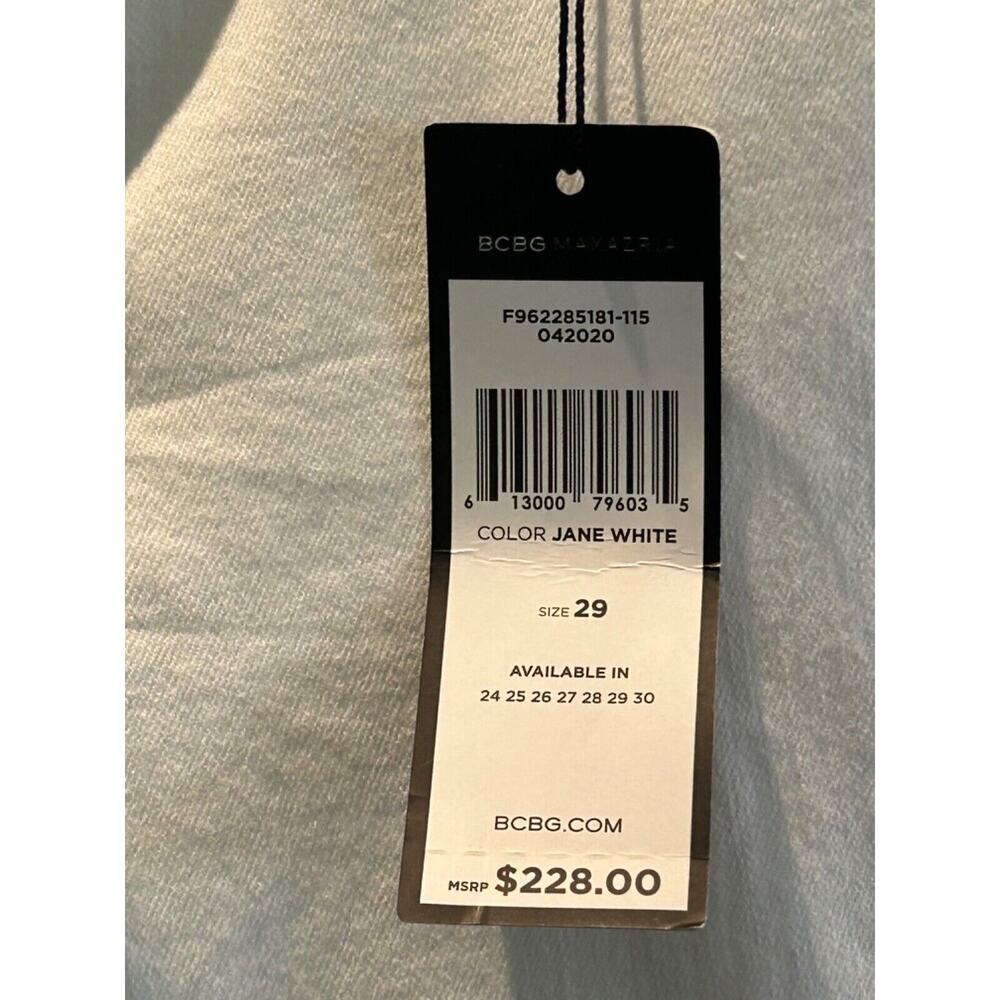 BCBG MAXAZRIA
F962285181-115
042020
6 13000 79603 5
COLOR JANE WHITE
SIZE 29
AVAILABLE IN
24 25 26 27 28 29 30
BCBG.COM
MSRP $228.00